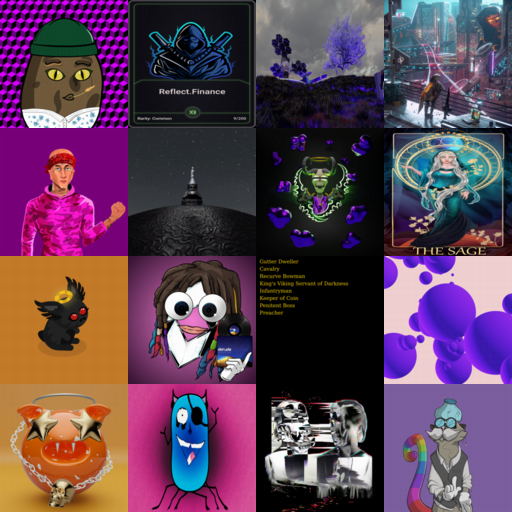 Reflect.Finance
X9
Rarity: Common
9/200
THE SAGE
Gutter Dweller
Cavalry
Recurve Bowman
King's Viking Servant of Darkness
Infantryman
Keeper of Coin
Penitent Boss
Preacher